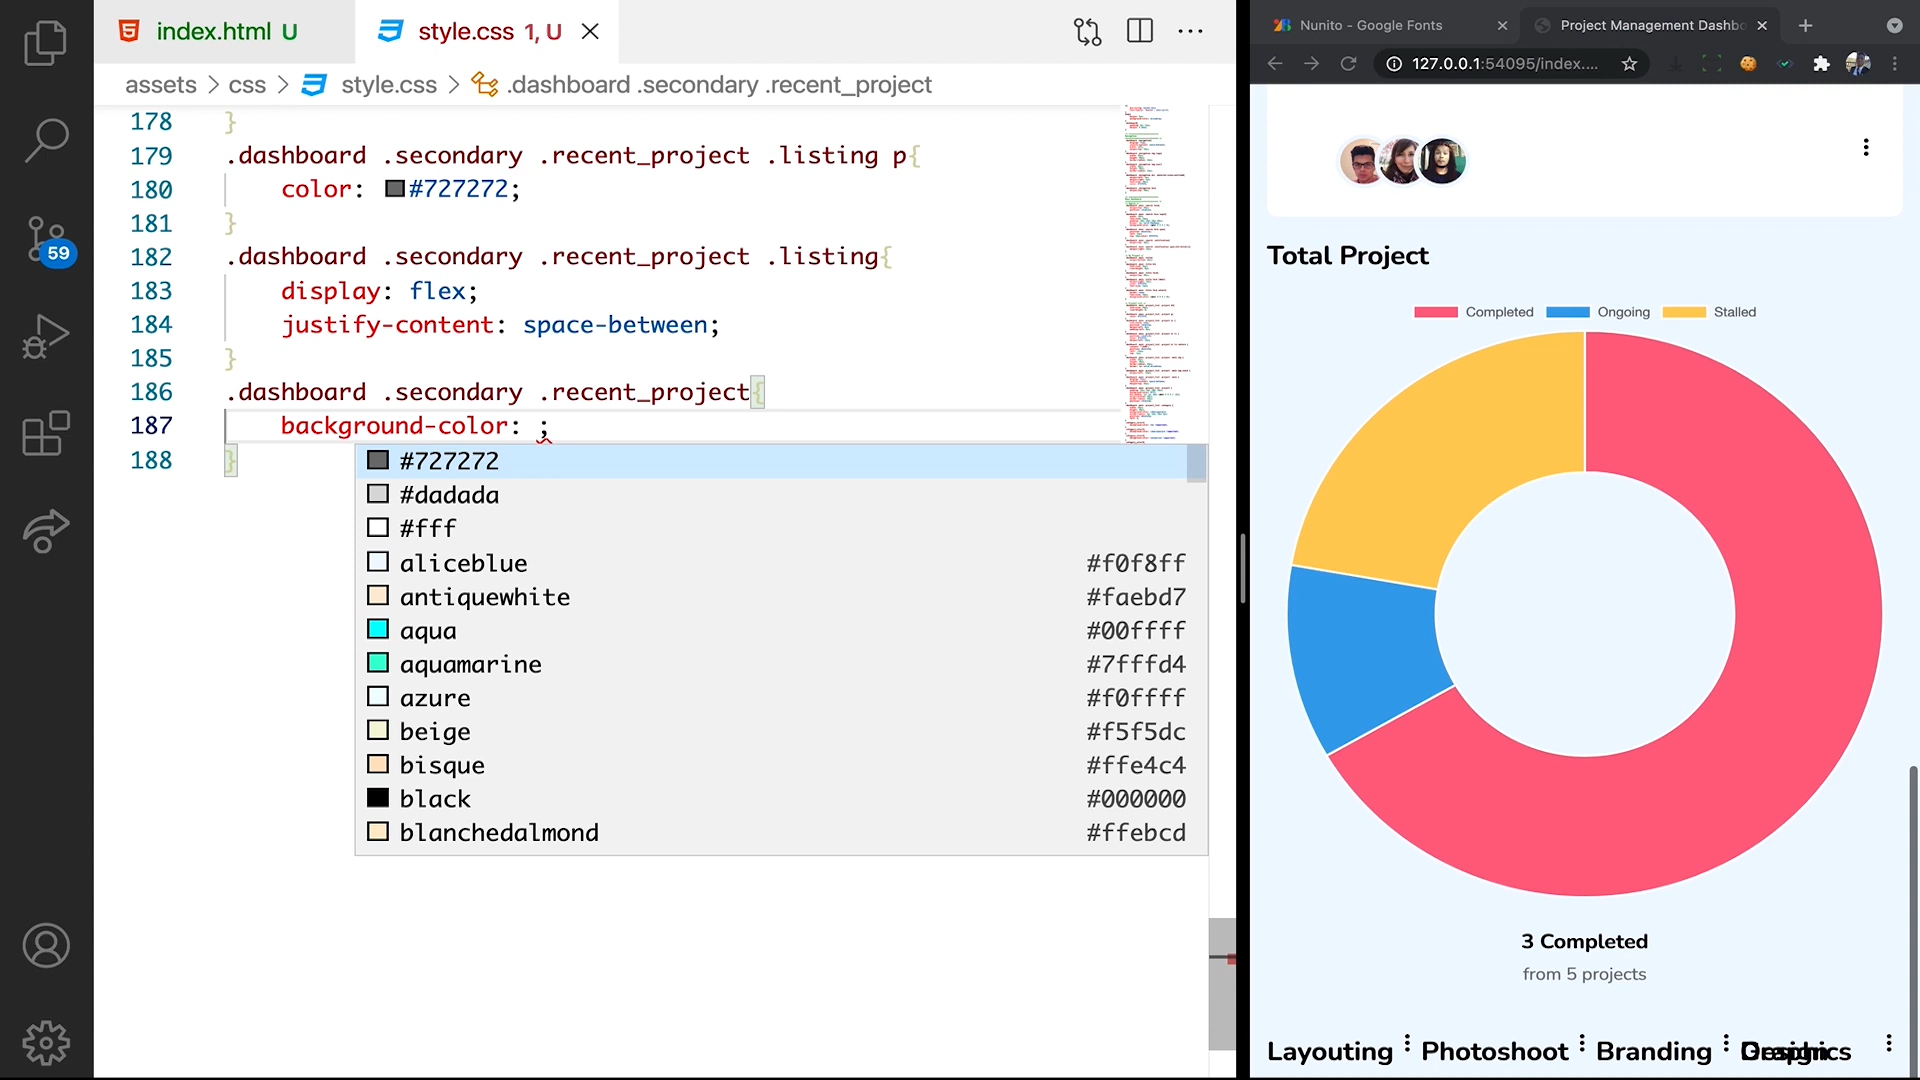 index.html U
style.css 1, U
assets > css > style.css > .dashboard .secondary .recent_project
178 }
179 .dashboard .secondary .recent_project .listing p{
180 color: #727272;
181 }
182 .dashboard .secondary .recent_project .listing{
183 display: flex;
184 justify-content: space-between;
185 }
186 .dashboard .secondary .recent_project{
187 background-color: ;
188 }
#727272
#dadada
#fff
aliceblue #f0f8ff
antiquewhite #faebd7
aqua #00ffff
aquamarine #7fffd4
azure #f0ffff
beige #f5f5dc
bisque #ffe4c4
black #000000
blanchedalmond #ffebcd
59
Nunito - Google Fonts
Project Management Dashbo
127.0.0.1:54095/index....
Total Project
Completed Ongoing Stalled
3 Completed
from 5 projects
Layouting Photoshoot Branding